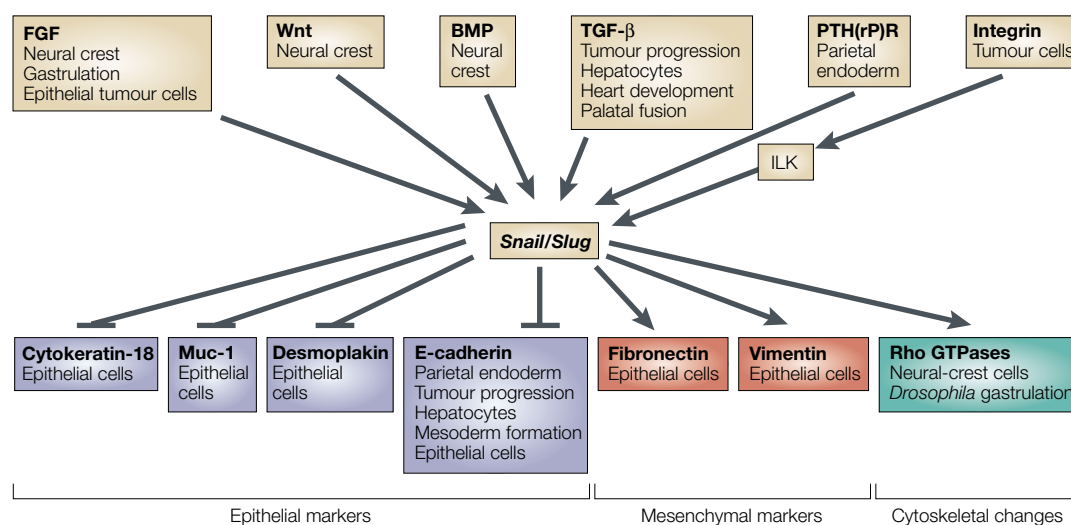 FGF
Neural crest
Gastrulation
Epithelial tumour cells
Wnt
Neural crest
BMP
Neural
crest
TGF-β
Tumour progression
Hepatocytes
Heart development
Palatal fusion
PTH(rP)R
Parietal
endoderm
Integrin
Tumour cells
ILK
Snail/Slug
Cytokeratin-18
Epithelial cells
Muc-1
Epithelial
cells
Desmoplakin
Epithelial
cells
E-cadherin
Parietal endoderm
Tumour progression
Hepatocytes
Mesoderm formation
Epithelial cells
Fibronectin
Epithelial cells
Vimentin
Epithelial cells
Rho GTPases
Neural-crest cells
Drosophila gastrulation
Epithelial markers
Mesenchymal markers
Cytoskeletal changes